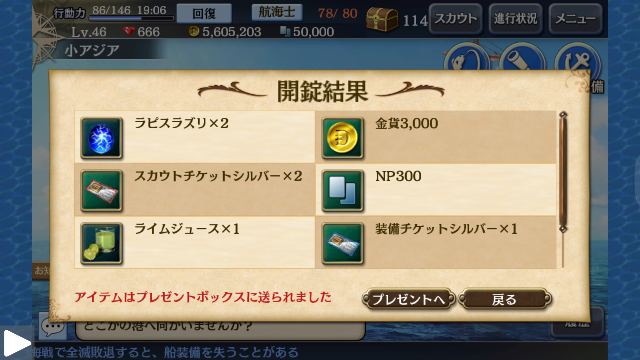 行動力 86/146 19:06 回復 航海士 78/ 80 114 スカウト 進行状況 メニュー
Lv.46 666 5,605,203 50,000
小アジア
備
開錠結果
ラピスラズリ×2 金貨3,000
スカウトチケットシルバー×2 NP300
ライムジュース×1 装備チケットシルバー×1
お知
アイテムはプレゼントボックスに送られました プレゼントへ 戻る
どこかの港へ向かいませんか？
海戦で全滅敗退すると、船装備を失うことがある